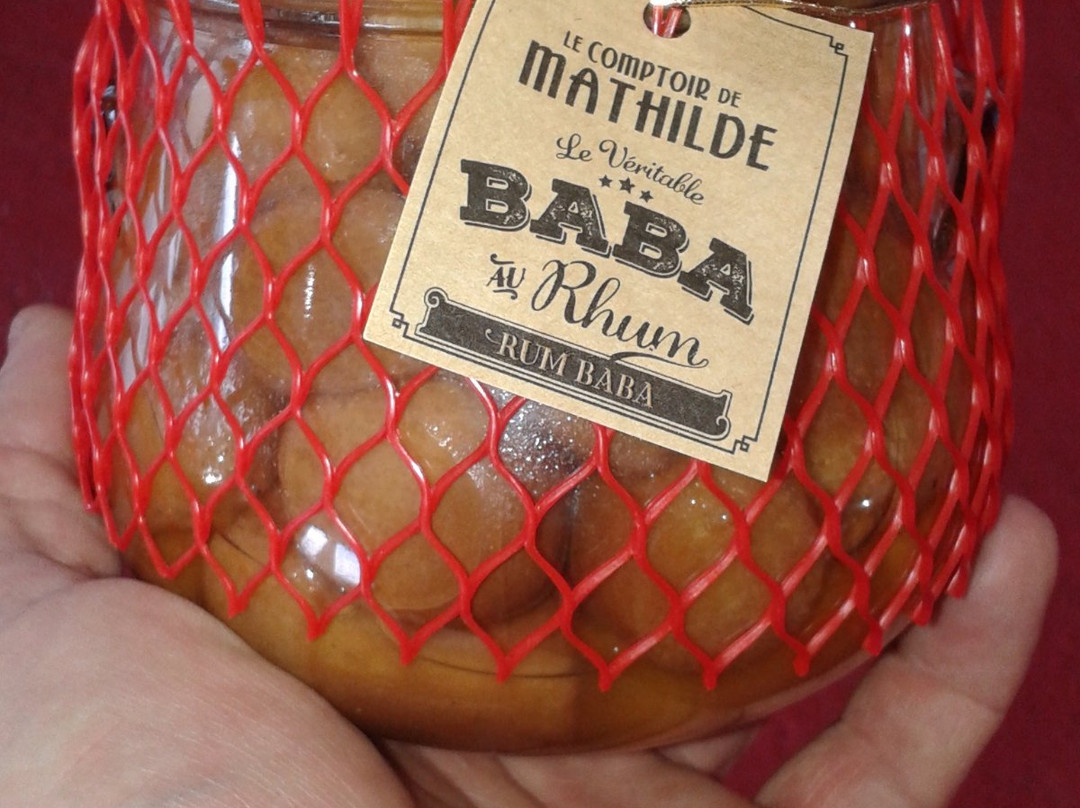 LE COMPTOIR DE
MATHILDE
Le Véritable
BABA
AU Rhum
RUM BABA